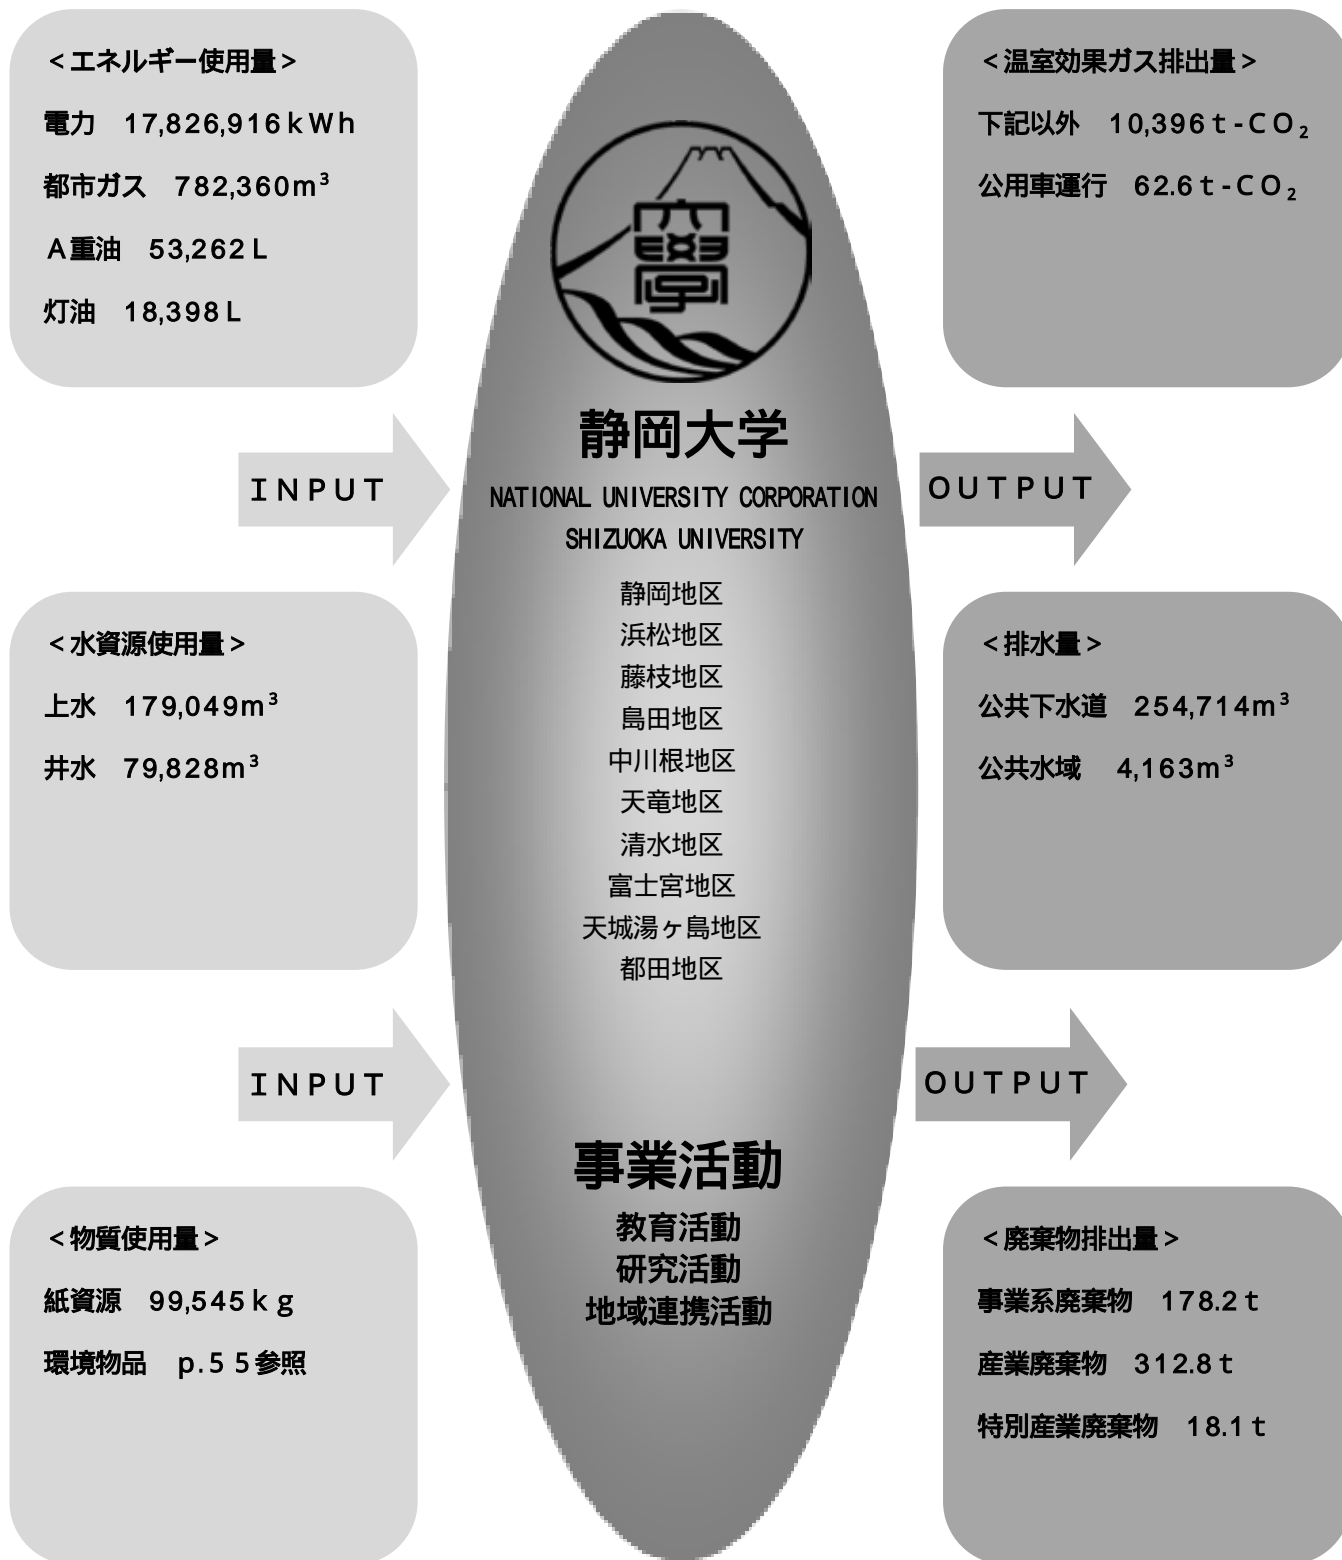 <エネルギー使用量>
電力 17,826,916kWh
都市ガス 782,360m³
A重油 53,262L
灯油 18,398L
INPUT
<水資源使用量>
上水 179,049m³
井水 79,828m³
INPUT
<物質使用量>
紙資源 99,545kg
環境物品 p.55参照
大學
静岡大学
NATIONAL UNIVERSITY CORPORATION
SHIZUOKA UNIVERSITY
静岡地区
浜松地区
藤枝地区
島田地区
中川根地区
天竜地区
清水地区
富士宮地区
天城湯ヶ島地区
都田地区
事業活動
教育活動
研究活動
地域連携活動
<温室効果ガス排出量>
下記以外 10,396t-CO₂
公用車運行 62.6t-CO₂
OUTPUT
<排水量>
公共下水道 254,714m³
公共水域 4,163m³
OUTPUT
<廃棄物排出量>
事業系廃棄物 178.2t
産業廃棄物 312.8t
特別産業廃棄物 18.1t